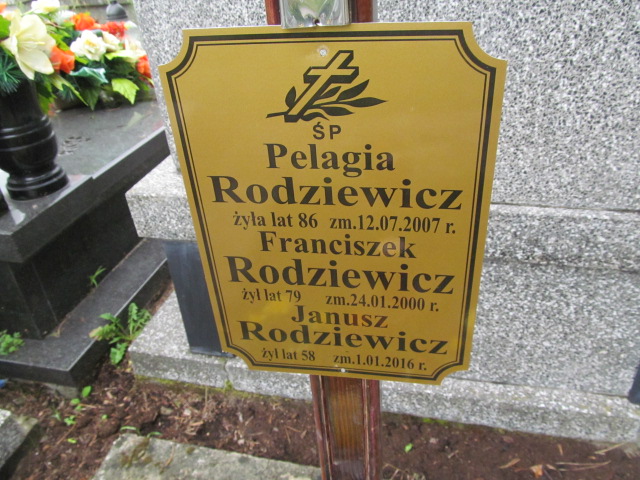 ŚP
Pelagia
Rodziewicz
żyła lat 86 zm.12.07.2007 r.
Franciszek
Rodziewicz
żył lat 79 zm.24.01.2000 r.
Janusz
Rodziewicz
żył lat 58 zm.1.01.2016 r.